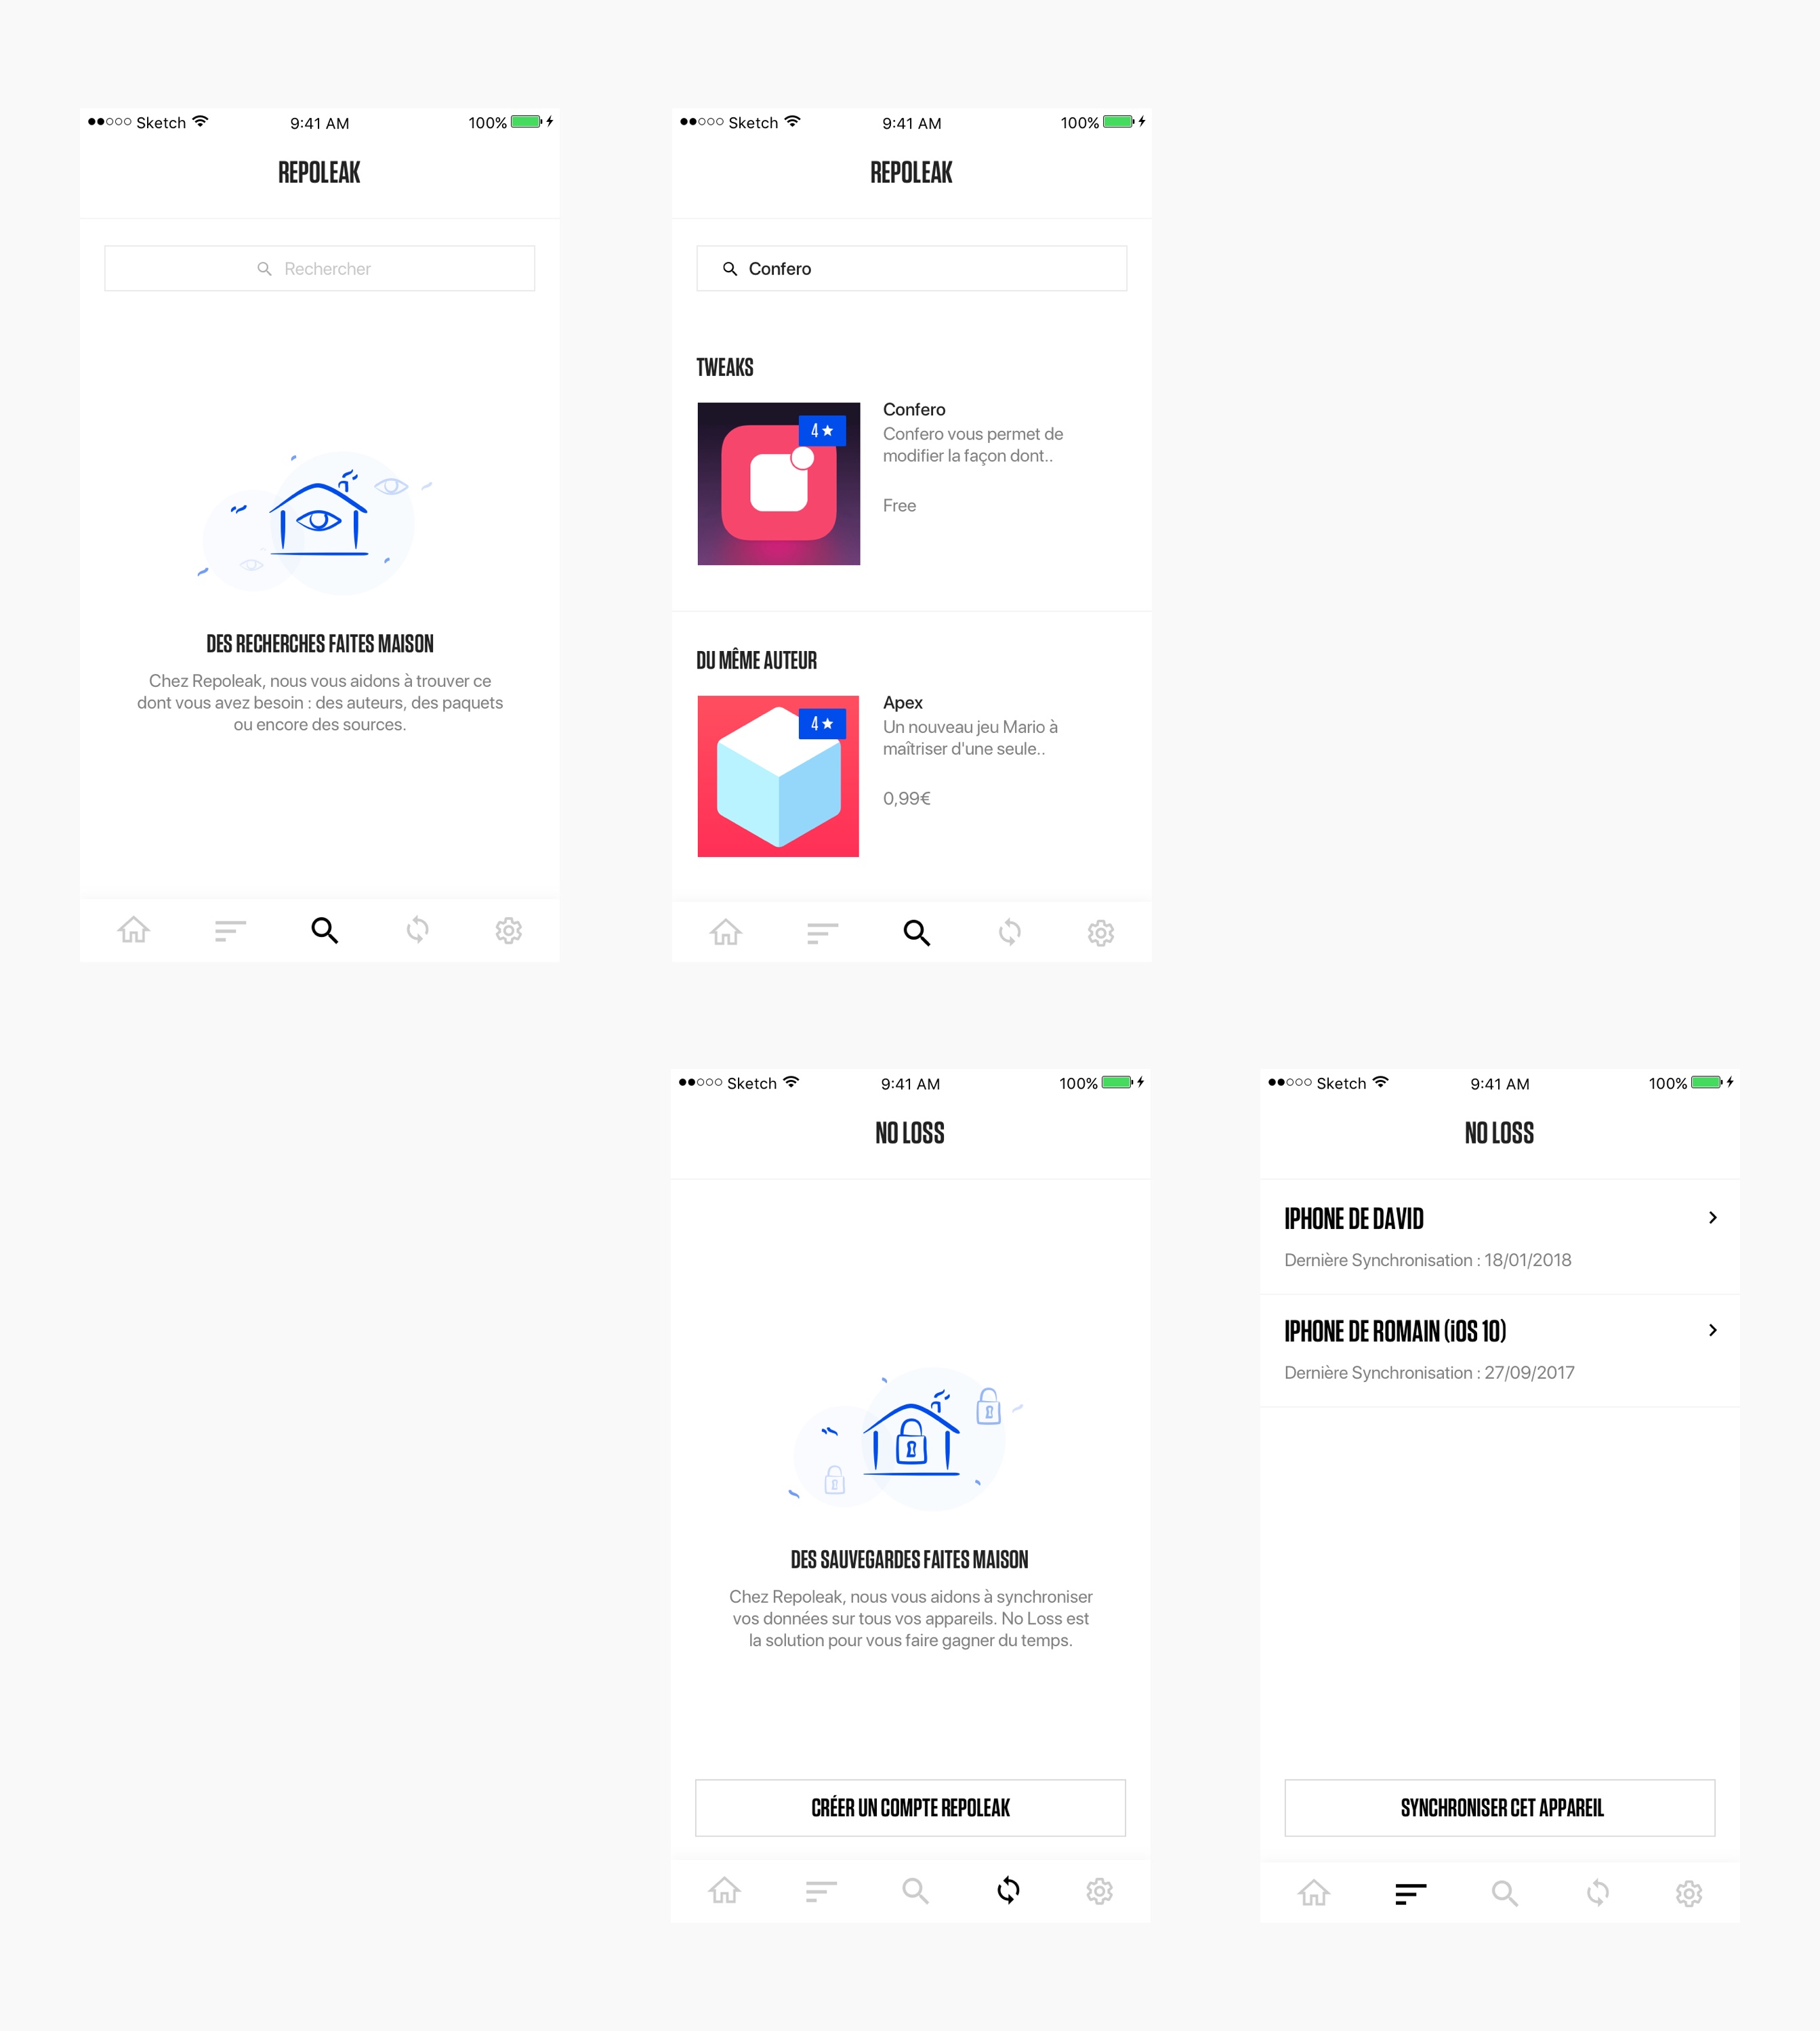 Sketch 9:41 AM 100%
REPOLEAK
Rechercher
DES RECHERCHES FAITES MAISON
Chez Repoleak, nous vous aidons à trouver ce
dont vous avez besoin : des auteurs, des paquets
ou encore des sources.
Sketch 9:41 AM 100%
REPOLEAK
Confero
TWEAKS
4
Confero
Confero vous permet de
modifier la façon dont..
Free
DU MÊME AUTEUR
4
Apex
Un nouveau jeu Mario à
maîtriser d'une seule..
0,99€
Sketch 9:41 AM 100%
NO LOSS
DES SAUVEGARDES FAITES MAISON
Chez Repoleak, nous vous aidons à synchroniser
vos données sur tous vos appareils. No Loss est
la solution pour vous faire gagner du temps.
CRÉER UN COMPTE REPOLEAK
Sketch 9:41 AM 100%
NO LOSS
IPHONE DE DAVID
Dernière Synchronisation : 18/01/2018
IPHONE DE ROMAIN (iOS 10)
Dernière Synchronisation : 27/09/2017
SYNCHRONISER CET APPAREIL